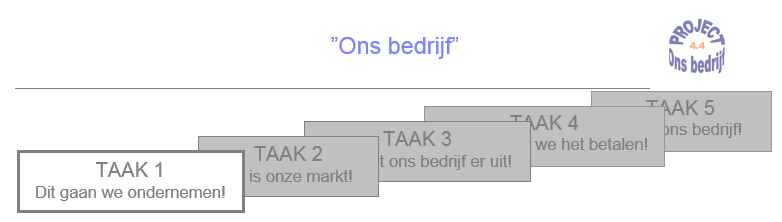 ”Ons bedrijf”
PROJECT
4.4
Ons bedrijf
TAAK 1
Dit gaan we ondernemen!
TAAK 2
is onze markt!
TAAK 3
t ons bedrijf er uit!
TAAK 4
we het betalen!
TAAK 5
ons bedrijf!